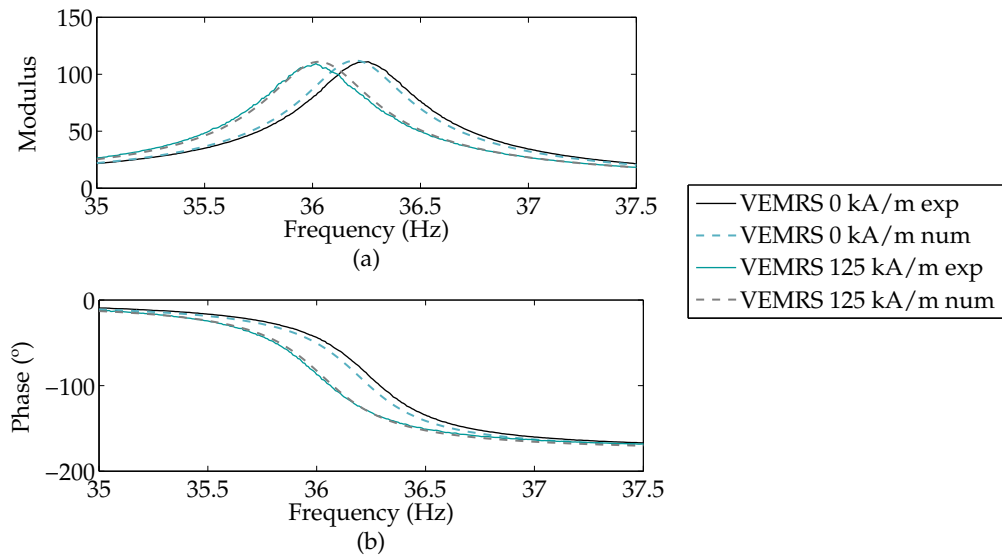 150
100
50
0
Modulus
35
35.5
36
36.5
37
37.5
Frequency (Hz)
(a)
0
−100
−200
Phase (º)
35
35.5
36
36.5
37
37.5
Frequency (Hz)
(b)
VEMRS 0 kA/m exp
VEMRS 0 kA/m num
VEMRS 125 kA/m exp
VEMRS 125 kA/m num